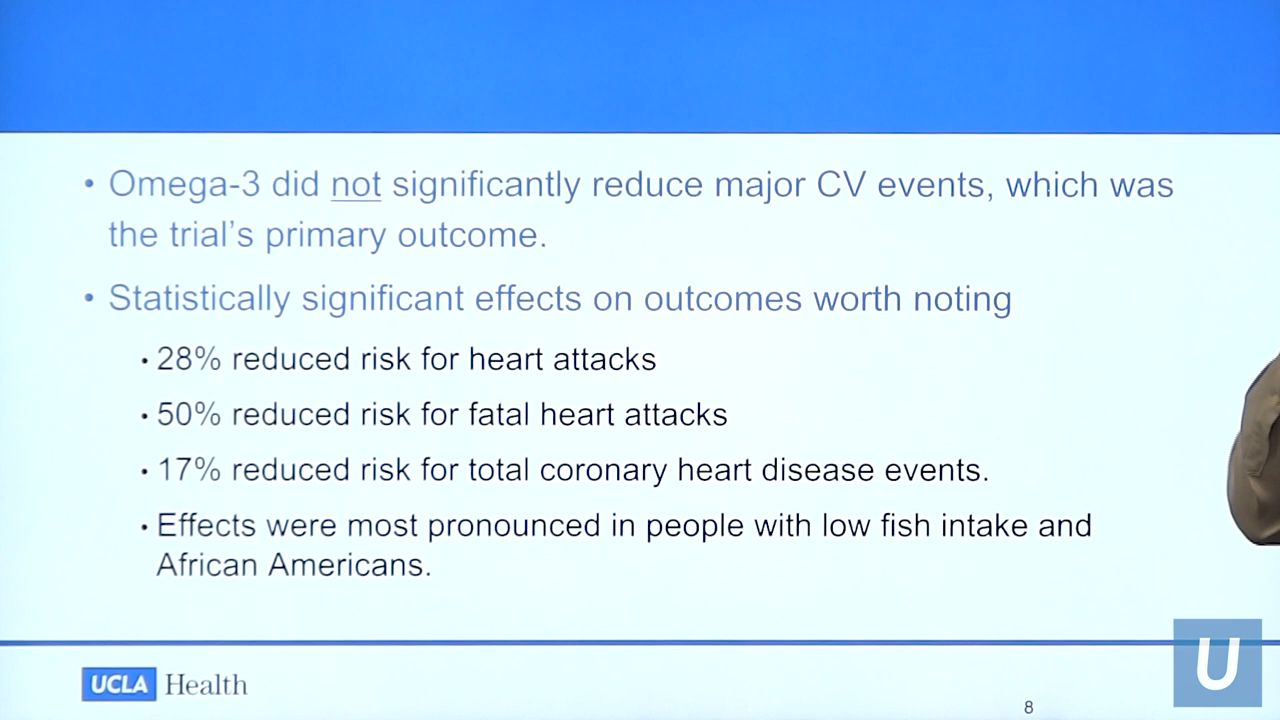 • Omega-3 did not significantly reduce major CV events, which was
the trial's primary outcome.
• Statistically significant effects on outcomes worth noting
• 28% reduced risk for heart attacks
• 50% reduced risk for fatal heart attacks
• 17% reduced risk for total coronary heart disease events.
• Effects were most pronounced in people with low fish intake and
African Americans.
UCLA Health
8
U